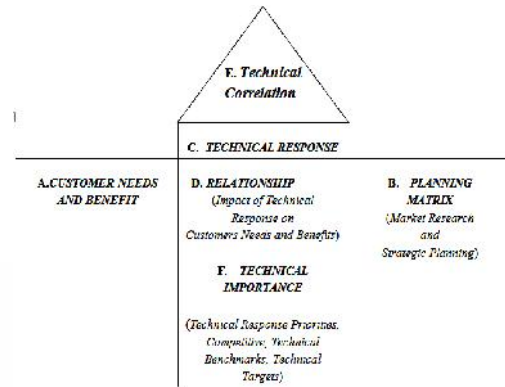 E. Technical
Correlation
C. TECHNICAL RESPONSE
A.CUSTOMER NEEDS
AND BENEFIT
D. RELATIONSHIP
(Impact of Technical
Response on
Customers Needs and Benefits)
B. PLANNING
MATRIX
(Market Research
and
Strategic Planning)
F. TECHNICAL
IMPORTANCE
(Technical Response Priorities,
Competitive, Technical
Benchmarks, Technical
Targets)